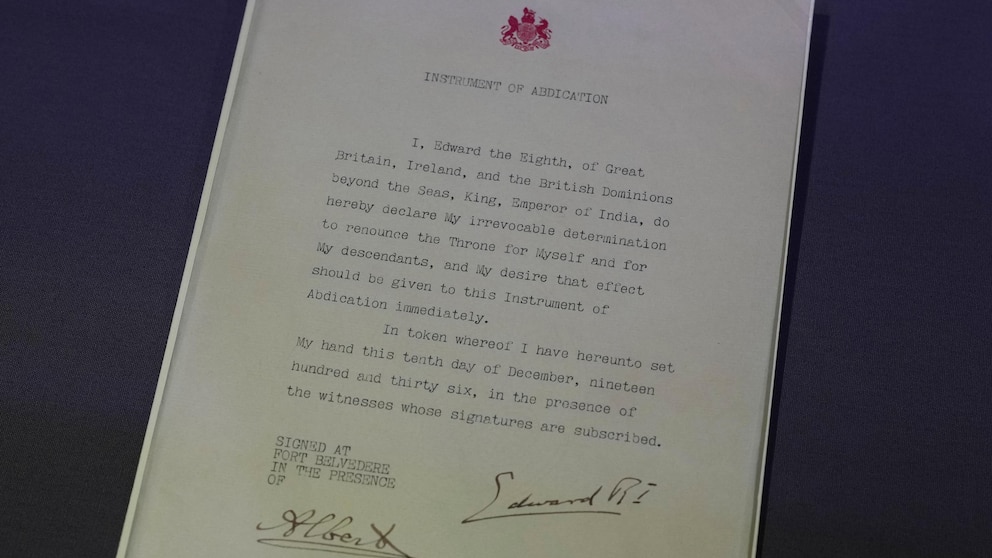 INSTRUMENT OF ABDICATION
I, Edward the Eighth, of Great
Britain, Ireland, and the British Dominions
beyond the Seas, King, Emperor of India, do
hereby declare My irrevocable determination
to renounce the Throne for Myself and for
My descendants, and My desire that effect
should be given to this Instrument of
Abdication immediately.
In token whereof I have hereunto set
My hand this tenth day of December, nineteen
hundred and thirty six, in the presence of
the witnesses whose signatures are subscribed.
SIGNED AT
FORT BELVEDERE
IN THE PRESENCE
OF
Edward RI
Albert